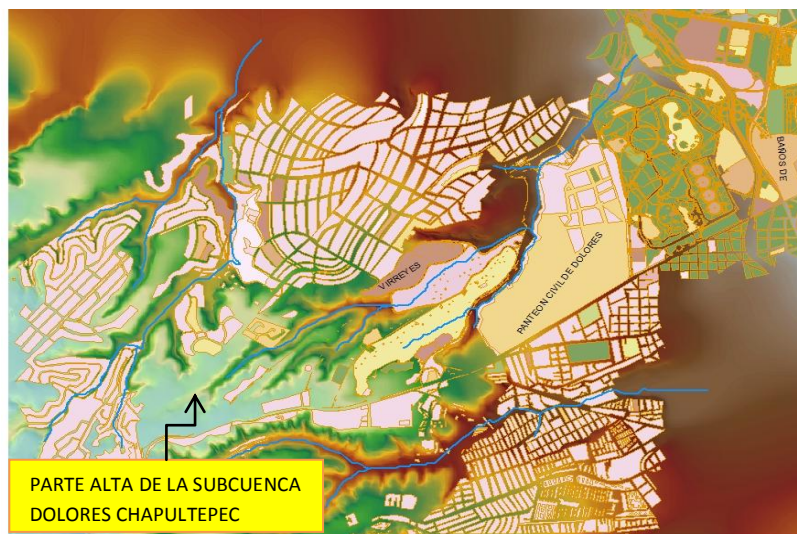 BAÑOS DE
VIRREYES
PANTEON CIVIL DE DOLORES
PARTE ALTA DE LA SUBCUENCA
DOLORES CHAPULTEPEC